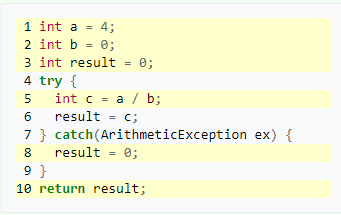 1 int a = 4;
2 int b = 0;
3 int result = 0;
4 try {
5   int c = a / b;
6   result = c;
7 } catch(ArithmeticException ex) {
8   result = 0;
9 }
10 return result;